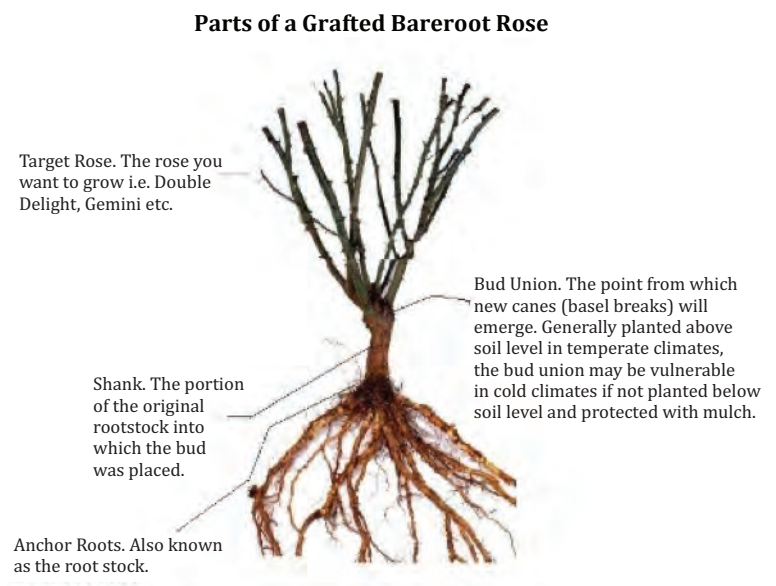 Parts of a Grafted Bareroot Rose
Target Rose. The rose you
want to grow i.e. Double
Delight, Gemini etc.
Bud Union. The point from which
new canes (basel breaks) will
emerge. Generally planted above
soil level in temperate climates,
the bud union may be vulnerable
in cold climates if not planted below
soil level and protected with mulch.
Shank. The portion
of the original
rootstock into
which the bud
was placed.
Anchor Roots. Also known
as the root stock.